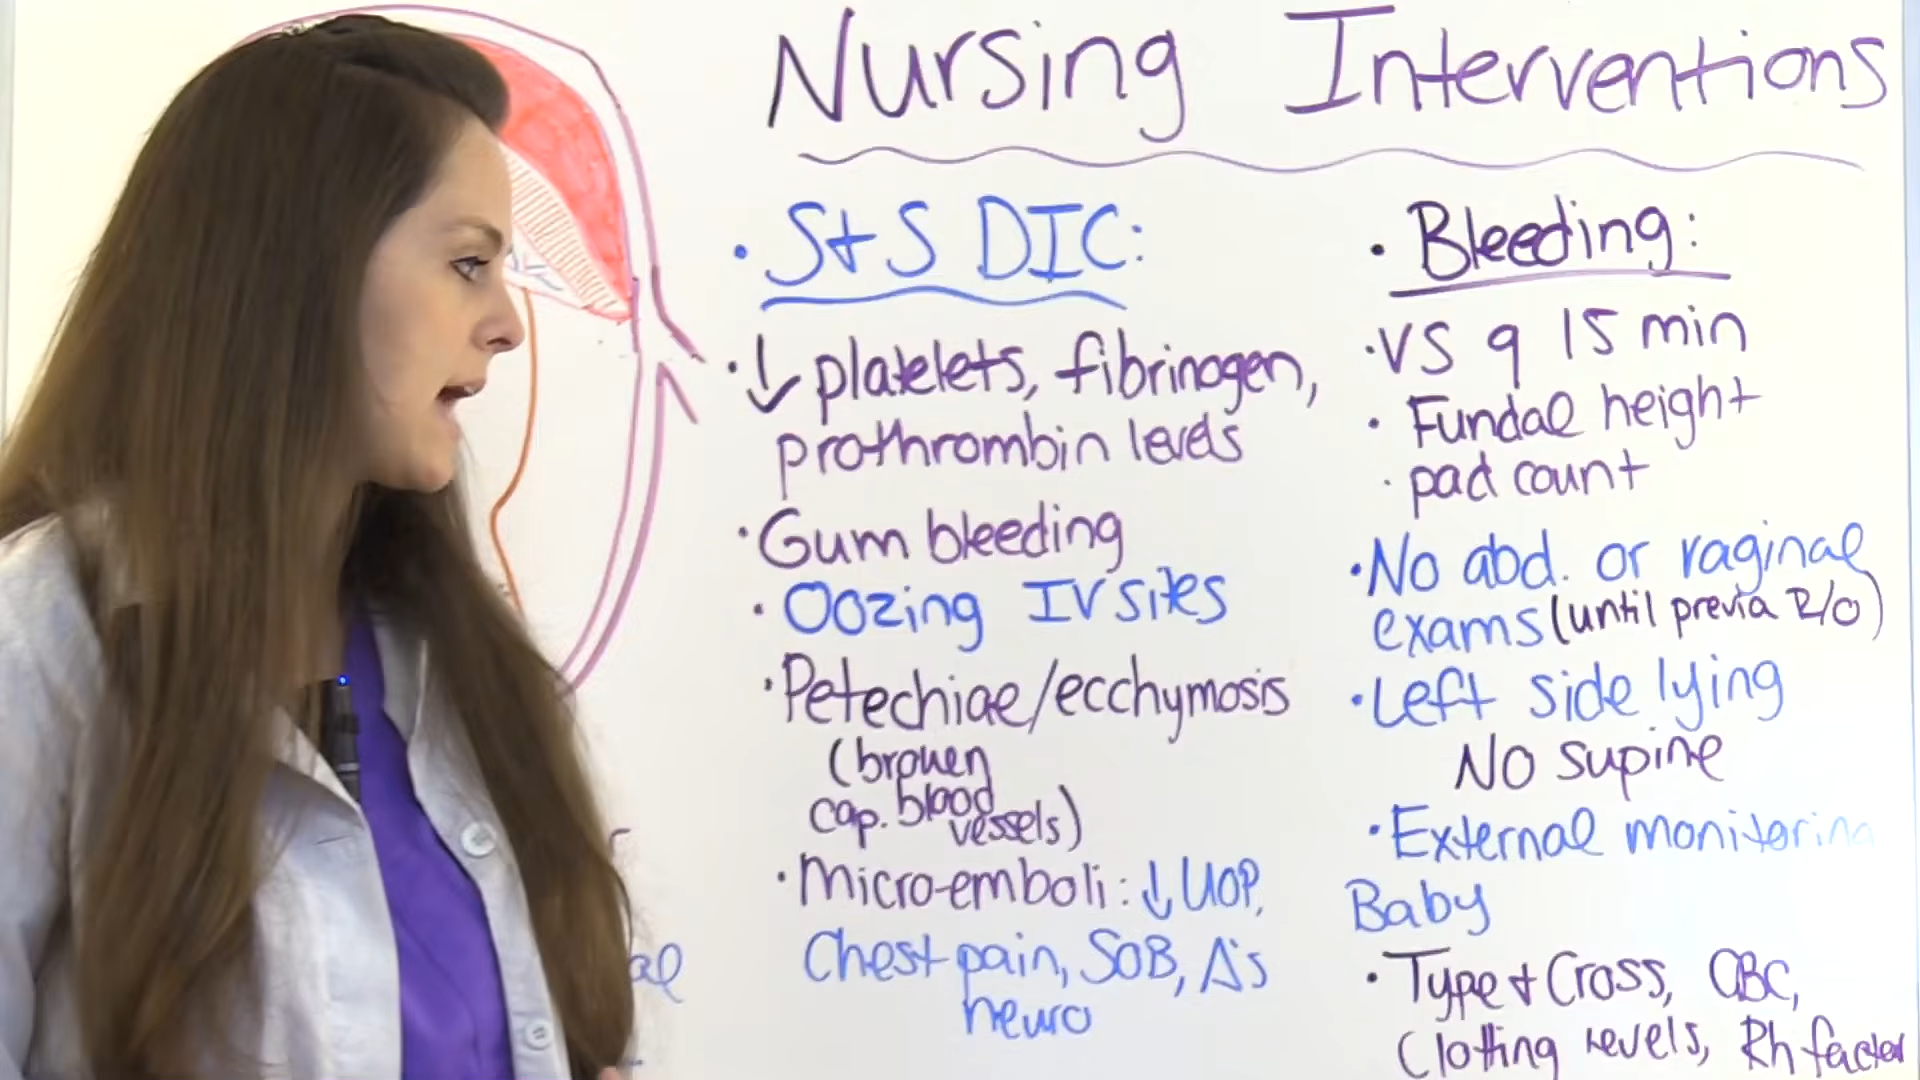 Nursing Interventions
• S+S DIC:
• ↓ platelets, fibrinogen,
prothrombin levels
• Gum bleeding
• Oozing IV sites
• Petechiae/ecchymosis
(broken
cap. blood
vessels)
• Micro-emboli: ↓ UOP,
Chest pain, SOB, Δ's
neuro
• Bleeding:
• VS q 15 min
• Fundal height
• pad count
• No abd. or vaginal
exams (until previa R/O)
• Left side lying
No supine
• External monitoring
Baby
• Type + Cross, CBC,
Clotting levels, Rh factor
al